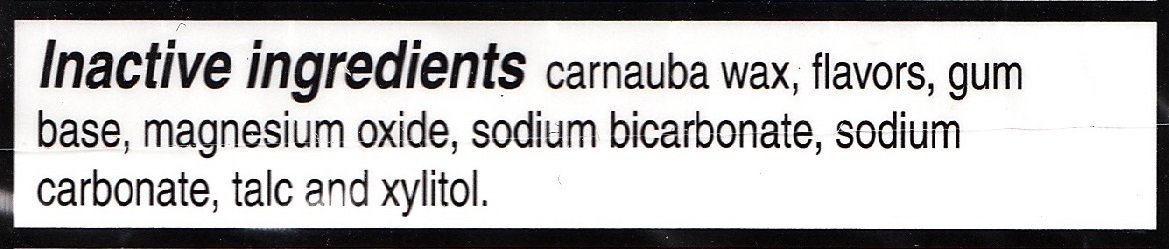 Inactive ingredients carnauba wax, flavors, gum
base, magnesium oxide, sodium bicarbonate, sodium
carbonate, talc and xylitol.